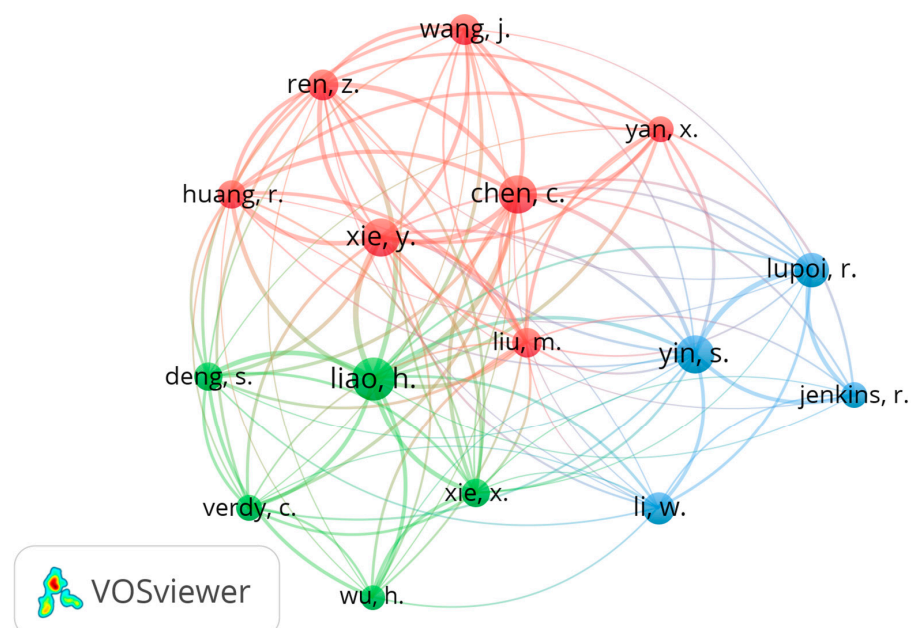 wang, j.
ren, z.
yan, x.
huang, r.
chen, c.
xie, y.
lupoi, r.
liu, m.
yin, s.
deng, s.
liao, h.
jenkins, r.
xie, x.
verdy, c.
li, w.
wu, h.
VOSviewer